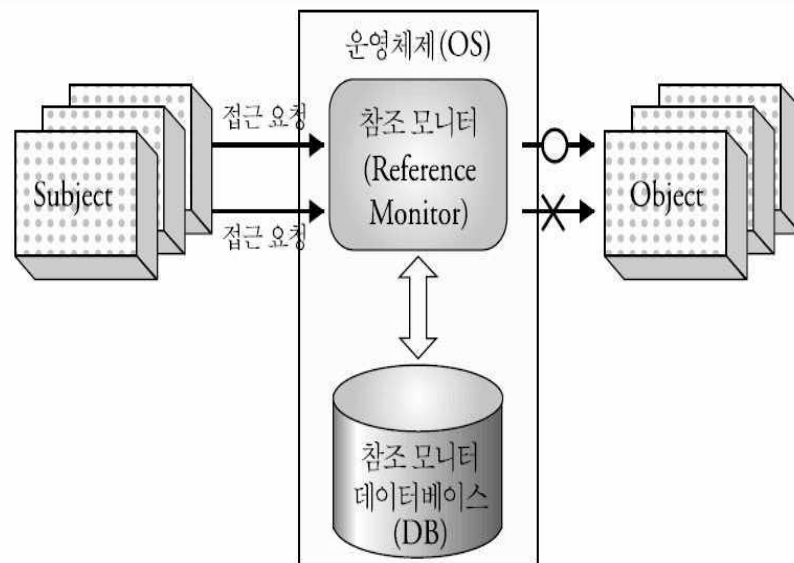 운영체제(OS)
접근 요청
참조 모니터
(Reference
Monitor)
Subject
접근 요청
Object
참조 모니터
데이터베이스
(DB)